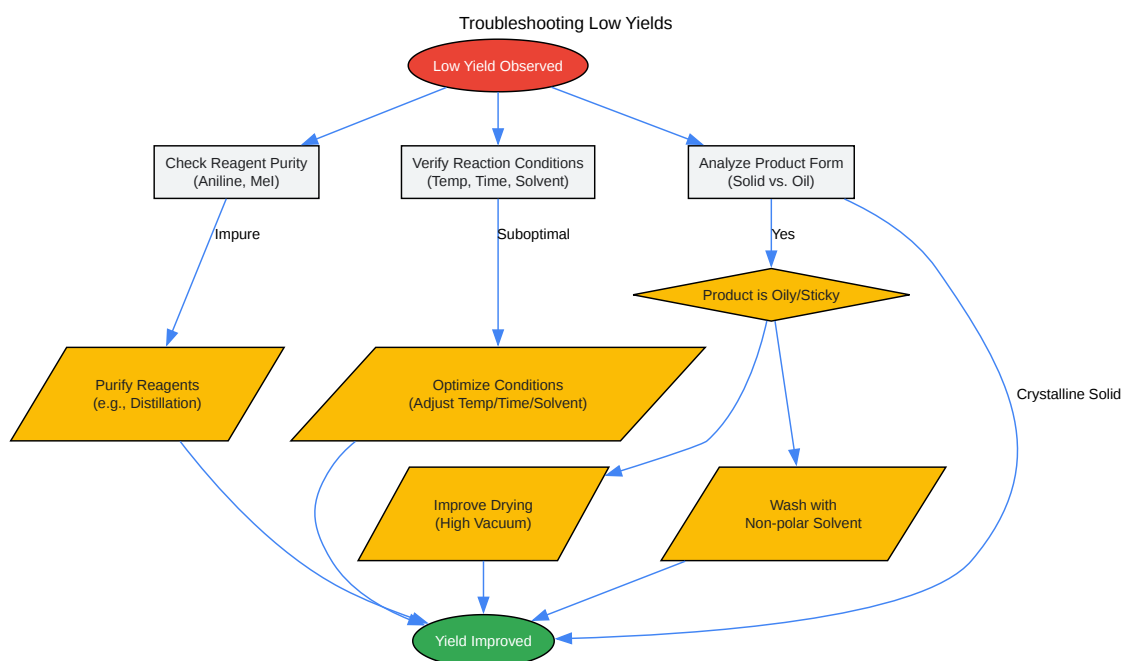 Troubleshooting Low Yields
Low Yield Observed
Check Reagent Purity
(Aniline, MeI)
Verify Reaction Conditions
(Temp, Time, Solvent)
Analyze Product Form
(Solid vs. Oil)
Impure
Suboptimal
Yes
Product is Oily/Sticky
Purify Reagents
(e.g., Distillation)
Optimize Conditions
(Adjust Temp/Time/Solvent)
Crystalline Solid
Improve Drying
(High Vacuum)
Wash with
Non-polar Solvent
Yield Improved